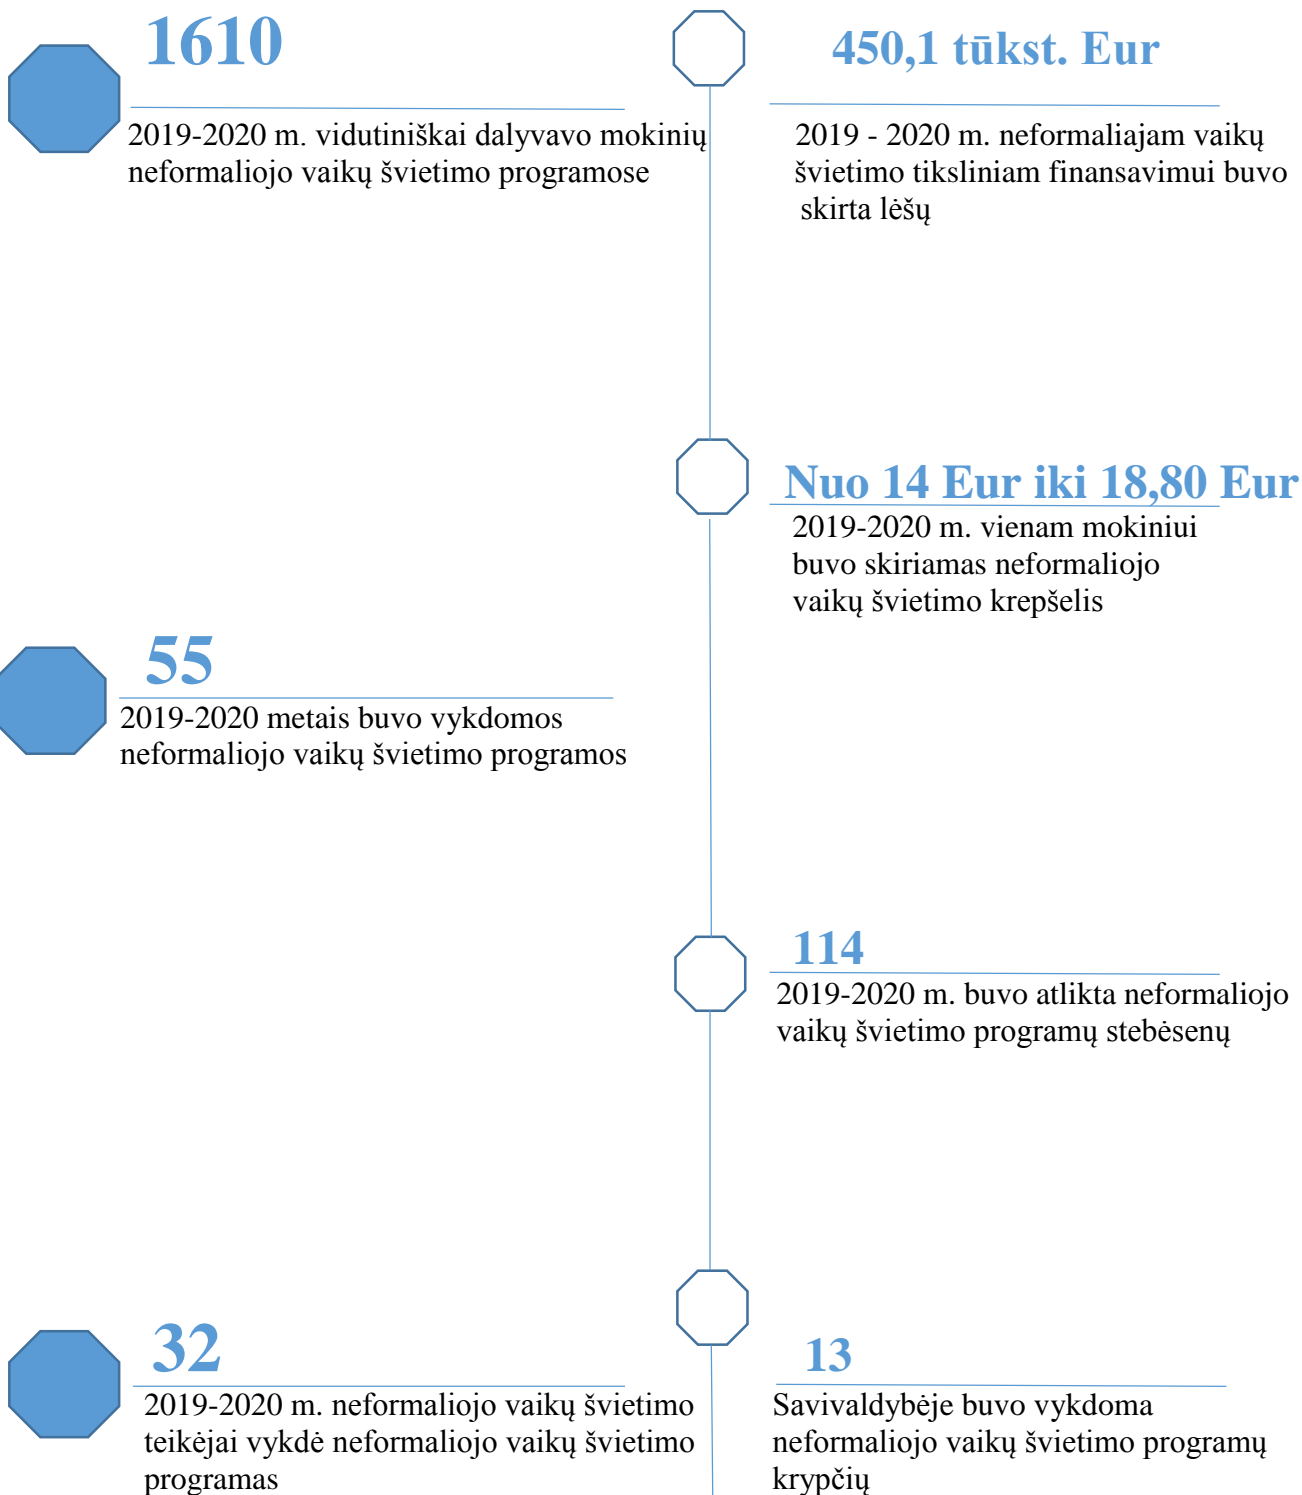 1610
2019-2020 m. vidutiniškai dalyvavo mokinių
neformaliojo vaikų švietimo programose
450,1 tūkst. Eur
2019 - 2020 m. neformaliajam vaikų
švietimo tiksliniam finansavimui buvo
skirta lėšų
Nuo 14 Eur iki 18,80 Eur
2019-2020 m. vienam mokiniui
buvo skiriamas neformaliojo
vaikų švietimo krepšelis
55
2019-2020 metais buvo vykdomos
neformaliojo vaikų švietimo programos
114
2019-2020 m. buvo atlikta neformaliojo
vaikų švietimo programų stebėsenų
32
2019-2020 m. neformaliojo vaikų švietimo
teikėjai vykdė neformaliojo vaikų švietimo
programas
13
Savivaldybėje buvo vykdoma
neformaliojo vaikų švietimo programų
krypčių